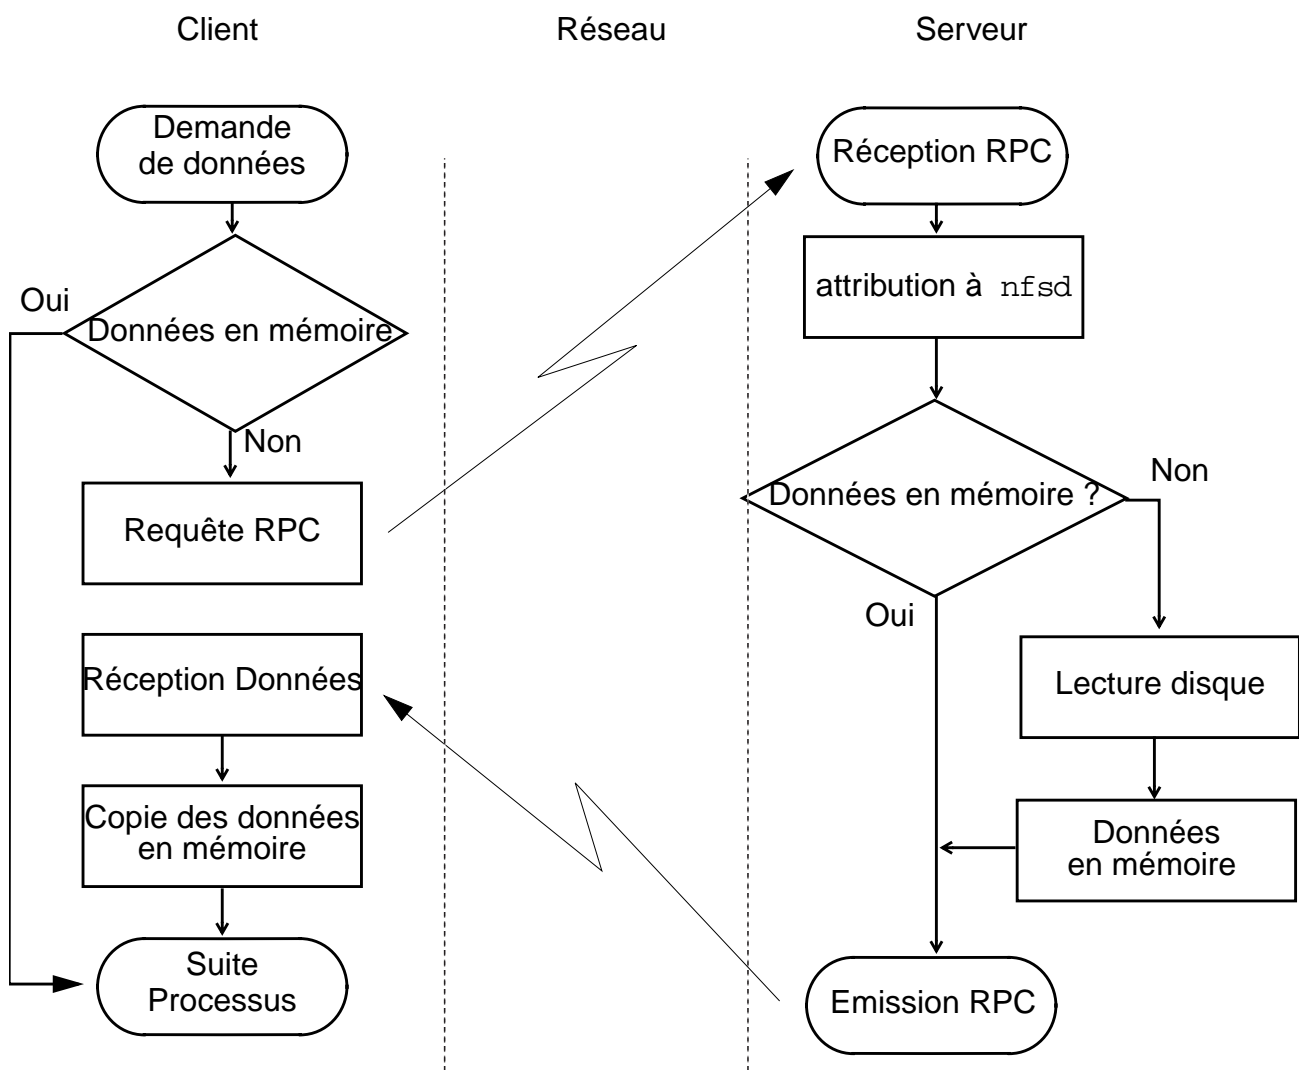 Client
Réseau
Serveur
Demande
de données
Oui
Données en mémoire
Non
Requête RPC
Réception Données
Copie des données
en mémoire
Suite
Processus
Réception RPC
attribution à nfsd
Données en mémoire ?
Non
Oui
Lecture disque
Données
en mémoire
Emission RPC